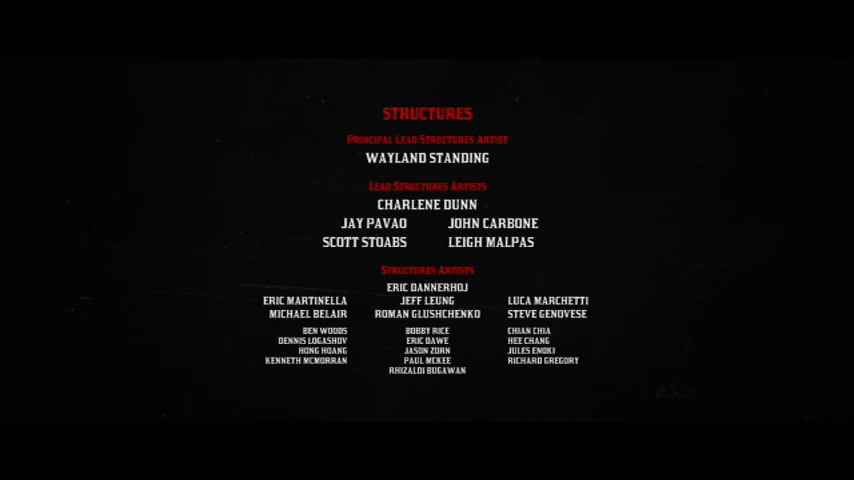 STRUCTURES
PRINCIPAL LEAD STRUCTURES ARTIST
WAYLAND STANDING
LEAD STRUCTURES ARTISTS
CHARLENE DUNN
JAY PAVAO JOHN CARBONE
SCOTT STOABS LEIGH MALPAS
STRUCTURES ARTISTS
ERIC DANNERHOJ
ERIC MARTINELLA JEFF LEUNG LUCA MARCHETTI
MICHAEL BELAIR ROMAN GLUSHCHENKO STEVE GENOVESE
BEN WOODS BOBBY RICE CHIAN CHIA
DENNIS LOGASHOV ERIC DAWE HEE CHANG
HONG HOANG JASON ZORN JULES ENOKI
KENNETH MCMORRAN PAUL MCKEE RICHARD GREGORY
RHIZALDI BUGAWAN